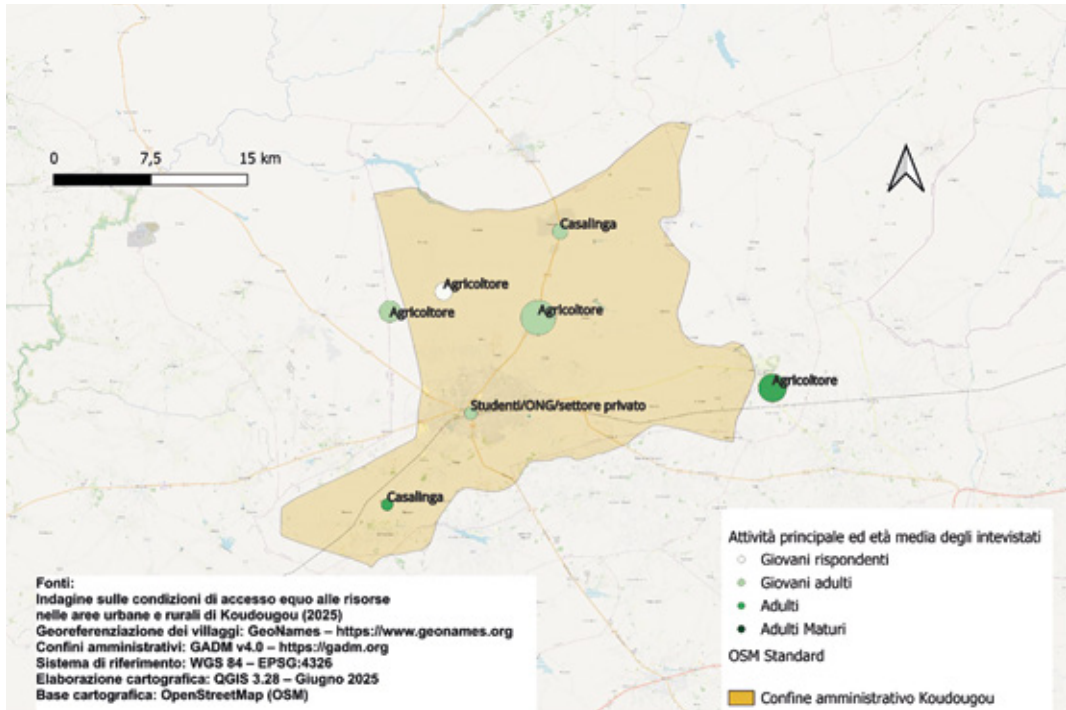 0 7,5 15 km
Casalinga
Agricoltore
Agricoltore
Agricoltore
Agricoltore
Studenti/ONG/settore privato
Casalinga
Attività principale ed età media degli intevistati
Giovani rispondenti
Giovani adulti
Adulti
Adulti Maturi
OSM Standard
Confine amministrativo Koudougou
Fonti:
Indagine sulle condizioni di accesso equo alle risorse
nelle aree urbane e rurali di Koudougou (2025)
Georeferenziazione dei villaggi: GeoNames – https://www.geonames.org
Confini amministrativi: GADM v4.0 – https://gadm.org
Sistema di riferimento: WGS 84 – EPSG:4326
Elaborazione cartografica: QGIS 3.28 – Giugno 2025
Base cartografica: OpenStreetMap (OSM)